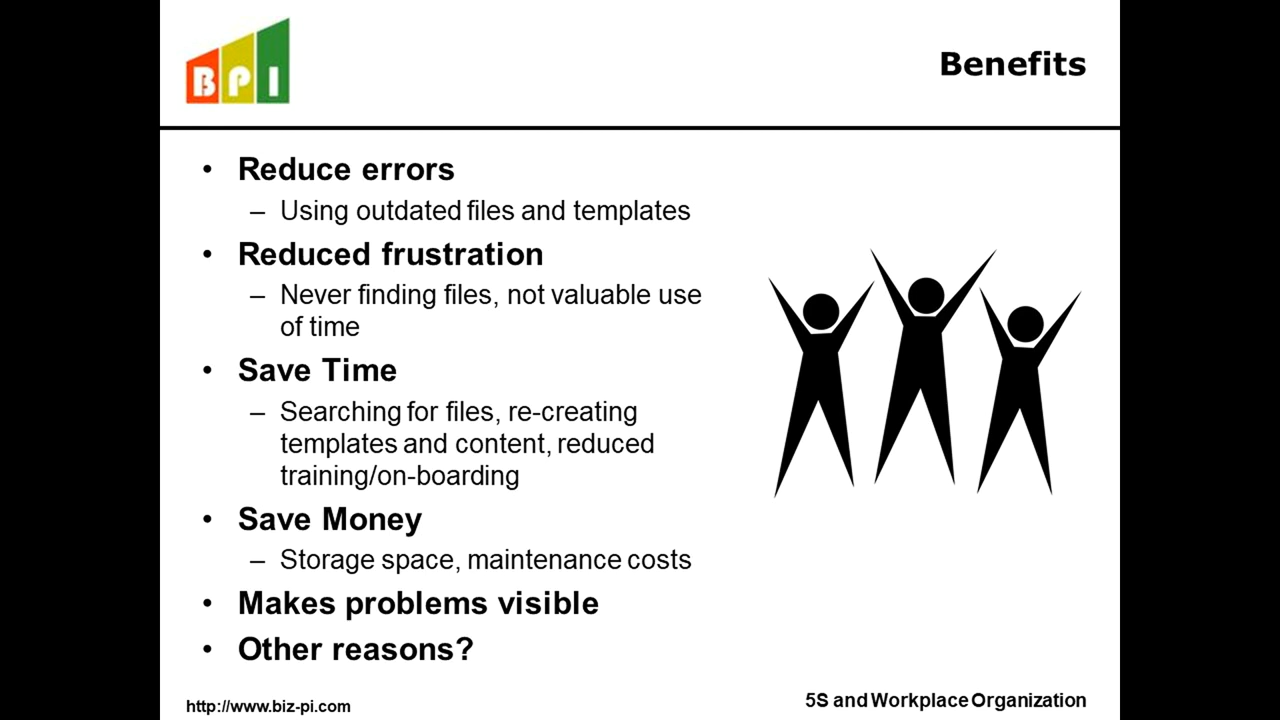 BPI
Benefits
• Reduce errors
– Using outdated files and templates
• Reduced frustration
– Never finding files, not valuable use
of time
• Save Time
– Searching for files, re-creating
templates and content, reduced
training/on-boarding
• Save Money
– Storage space, maintenance costs
• Makes problems visible
• Other reasons?
http://www.biz-pi.com
5S and Workplace Organization